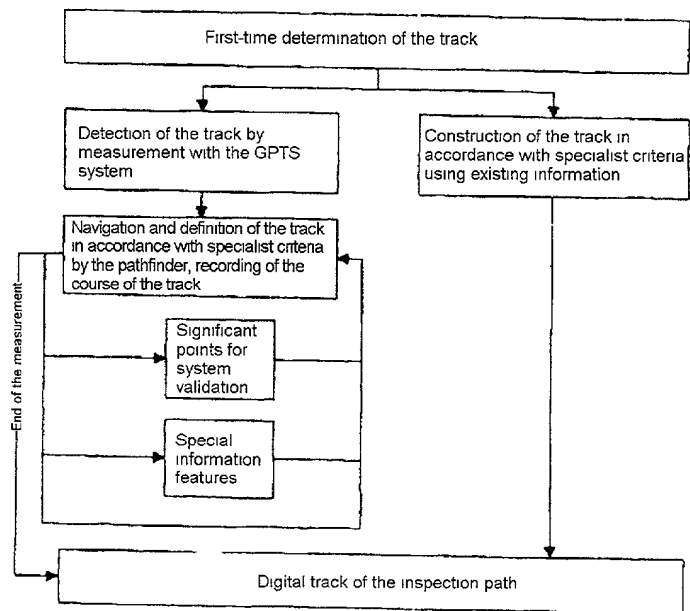 First-time determination of the track
Detection of the track by
measurement with the GPTS
system
Construction of the track in
accordance with specialist criteria
using existing information
Navigation and definition of the track
in accordance with specialist criteria
by the pathfinder, recording of the
course of the track
Significant
points for
system
validation
Special
information
features
End of the measurement
Digital track of the inspection path